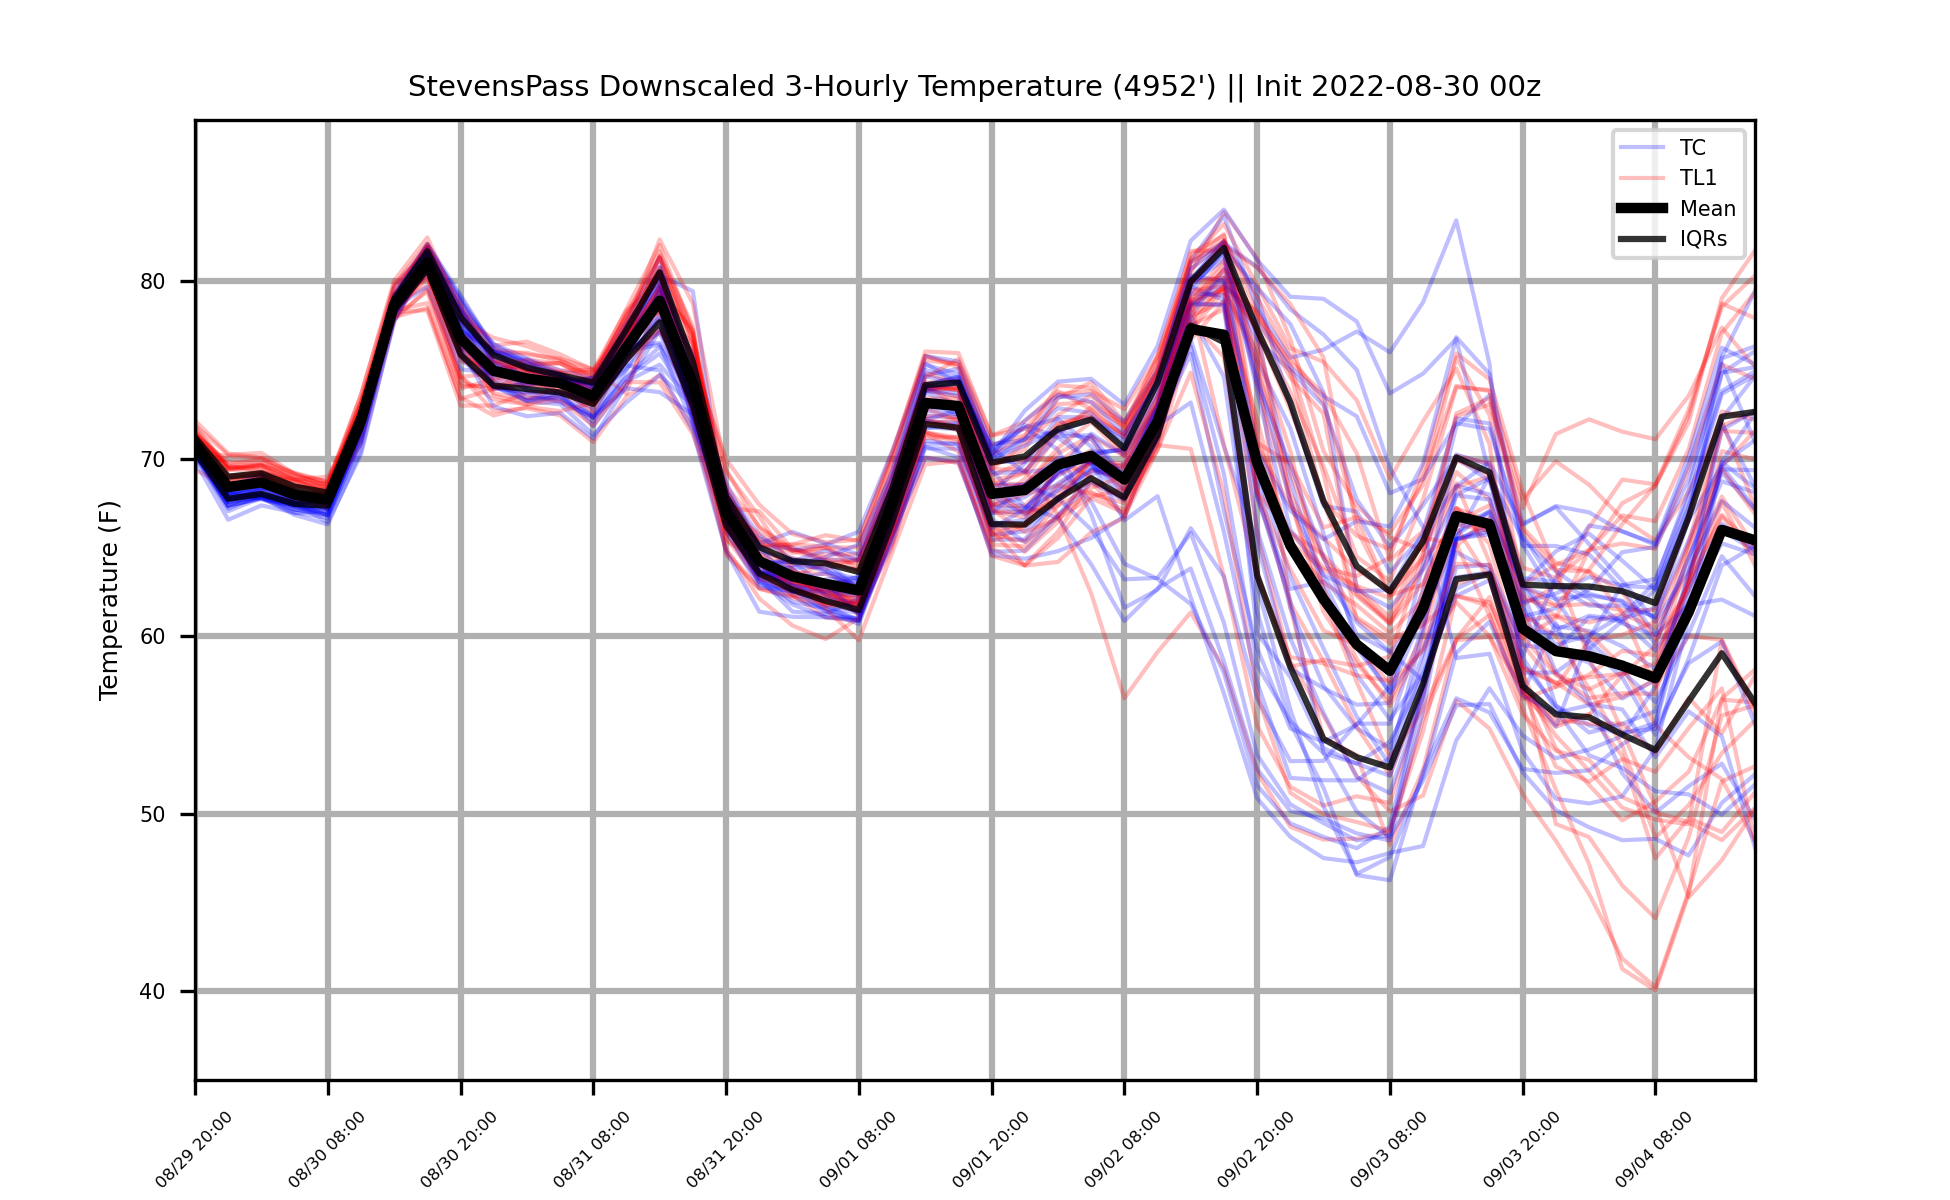 StevensPass Downscaled 3-Hourly Temperature (4952') || Init 2022-08-30 00z
TC
TL1
Mean
IQRs
Temperature (F)
80
70
60
50
40
08/29 20:00
08/30 08:00
08/30 20:00
08/31 08:00
08/31 20:00
09/01 08:00
09/01 20:00
09/02 08:00
09/02 20:00
09/03 08:00
09/03 20:00
09/04 08:00